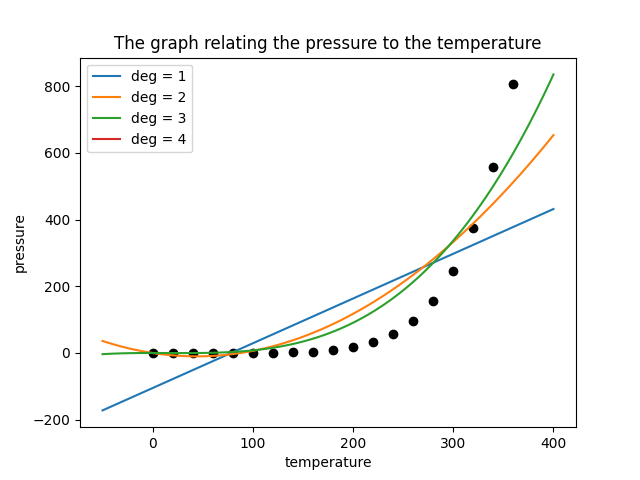 The graph relating the pressure to the temperature
deg = 1
deg = 2
deg = 3
deg = 4
800
600
400
200
0
−200
pressure
0
100
200
300
400
temperature